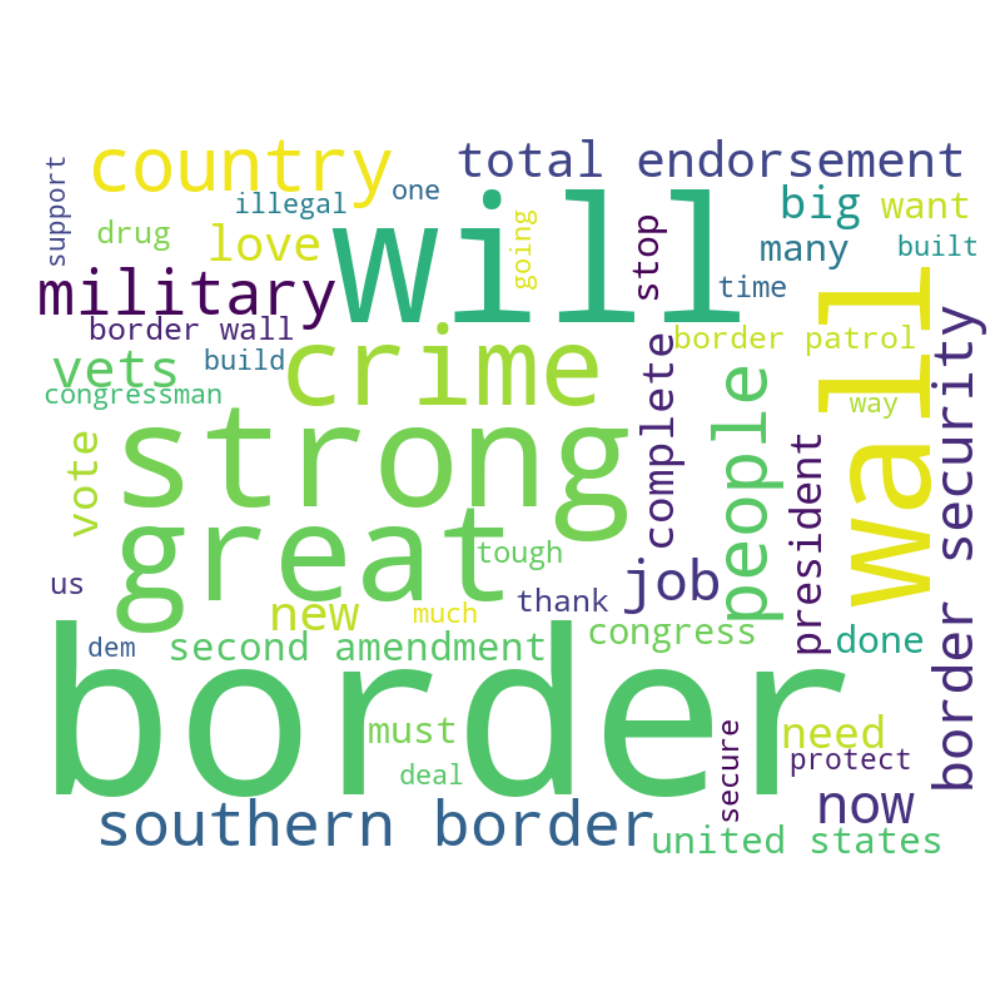 country
total
endorsement
support
illegal
one
will
big
want
drug
love
going
stop
many
built
military
time
wall
border wall
crime
border patrol
border security
vets
build
complete
people
congressman
way
strong
vote
president
great
tough
us
job
new
much
thank
congress
done
dem
second amendment
border
must
need
secure
protect
deal
southern border
now
united states